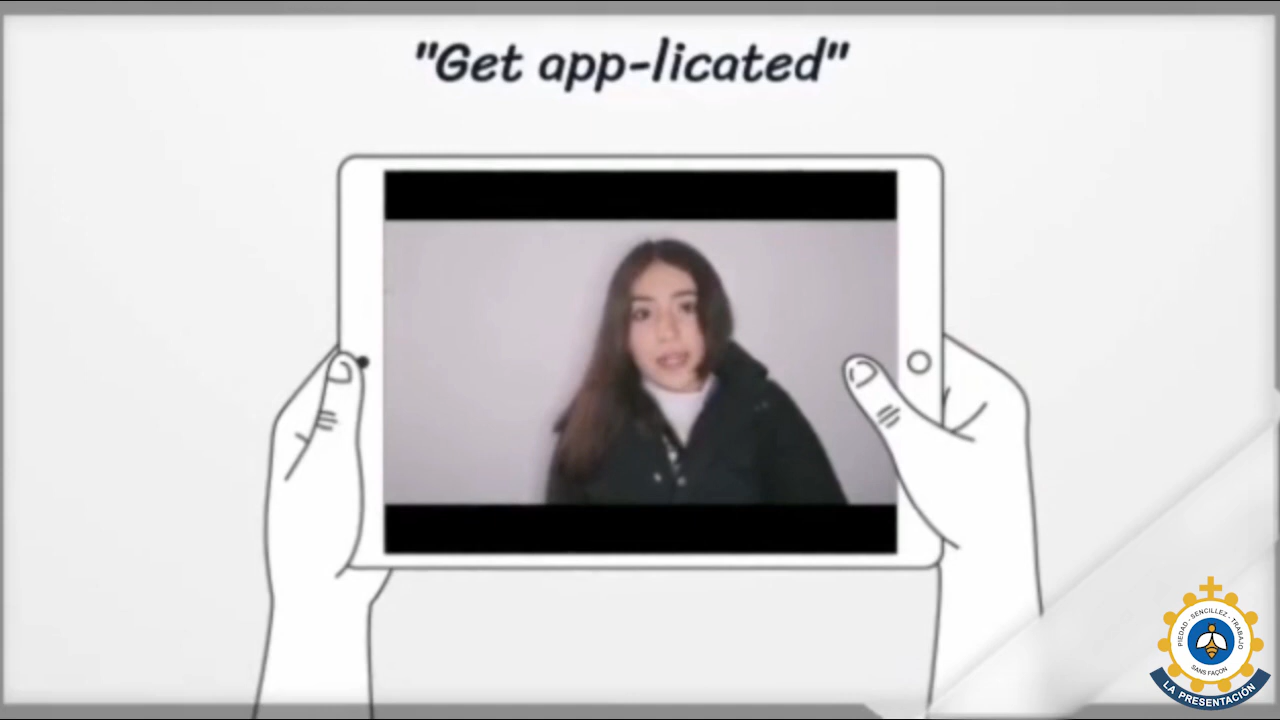 "Get app-licated"
PIEDAD - SENCILLEZ - TRABAJO
SANS FAÇON
LA PRESENTACIÓN